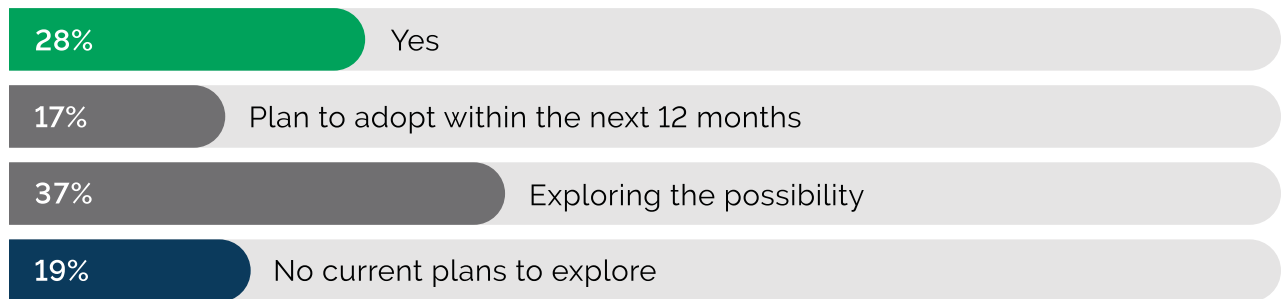 28% Yes
17% Plan to adopt within the next 12 months
37% Exploring the possibility
19% No current plans to explore